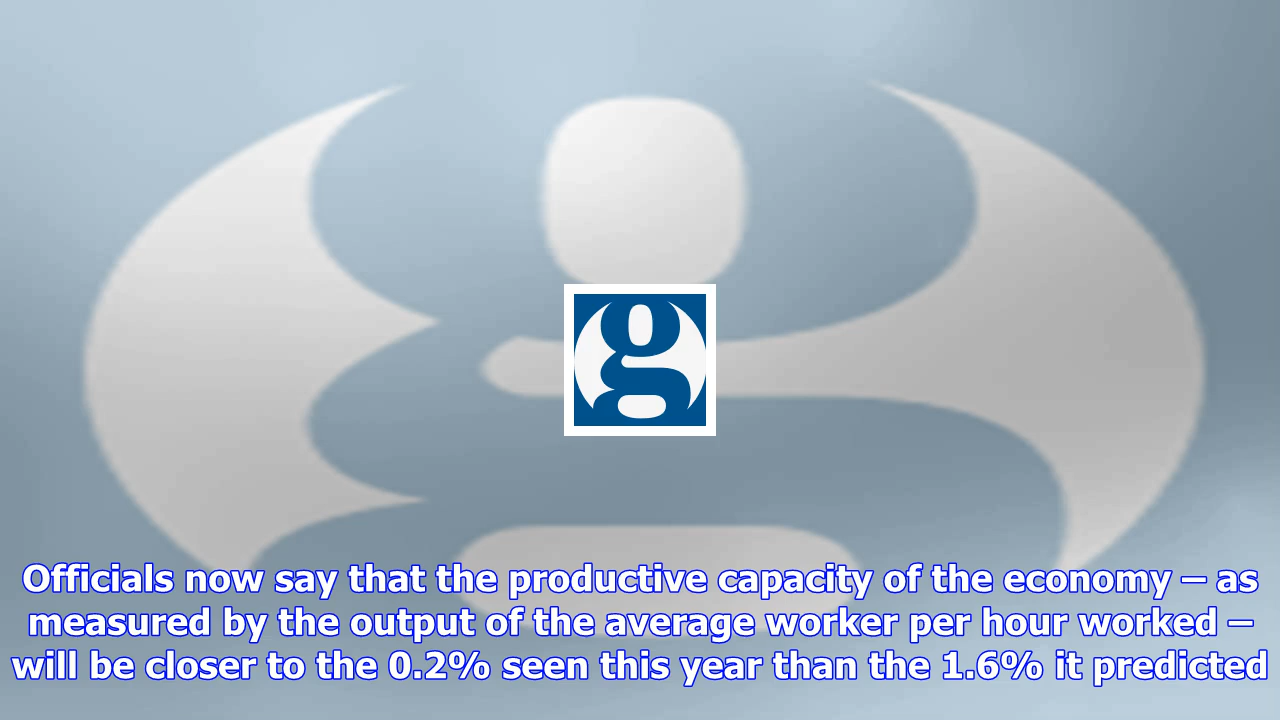 g
Officials now say that the productive capacity of the economy – as
measured by the output of the average worker per hour worked –
will be closer to the 0.2% seen this year than the 1.6% it predicted